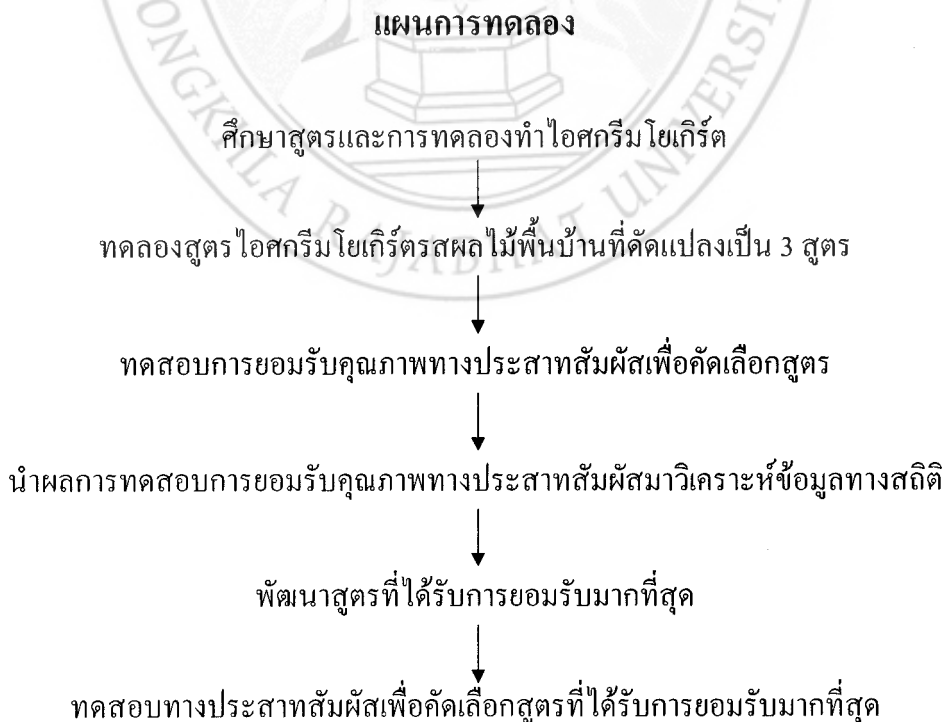 แผนการทดลอง
ศึกษาสูตรและการทดลองทำไอศกรีมโยเกิร์ต
ทดลองสูตรไอศกรีมโยเกิร์ตรสผลไม้พื้นบ้านที่ดัดแปลงเป็น 3 สูตร
ทดสอบการยอมรับคุณภาพทางประสาทสัมผัสเพื่อคัดเลือกสูตร
นำผลการทดสอบการยอมรับคุณภาพทางประสาทสัมผัสมาวิเคราะห์ข้อมูลทางสถิติ
พัฒนาสูตรที่ได้รับการยอมรับมากที่สุด
ทดสอบทางประสาทสัมผัสเพื่อคัดเลือกสูตรที่ได้รับการยอมรับมากที่สุด
ONGKHLA RAJABHAT UNIVERSI